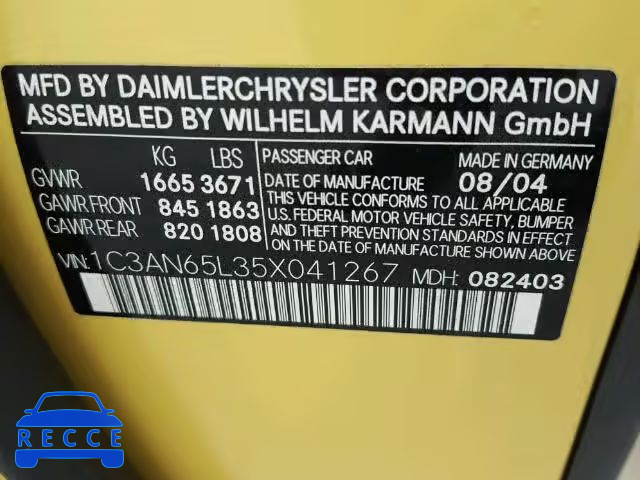 MFD BY DAIMLERCHRYSLER CORPORATION
ASSEMBLED BY WILHELM KARMANN GmbH
KG LBS
GVWR 1665 3671
GAWR FRONT 845 1863
GAWR REAR 820 1808
PASSENGER CAR MADE IN GERMANY
DATE OF MANUFACTURE 08/04
THIS VEHICLE CONFORMS TO ALL APPLICABLE
U.S. FEDERAL MOTOR VEHICLE SAFETY, BUMPER
AND THEFT PREVENTION STANDARDS IN EFFECT
ON THE DATE OF MANUFACTURE SHOWN ABOVE.
VIN: 1C3AN65L35X041267 MDH: 082403